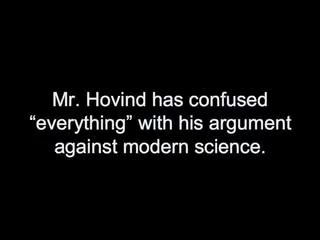 Mr. Hovind has confused
“everything” with his argument
against modern science.